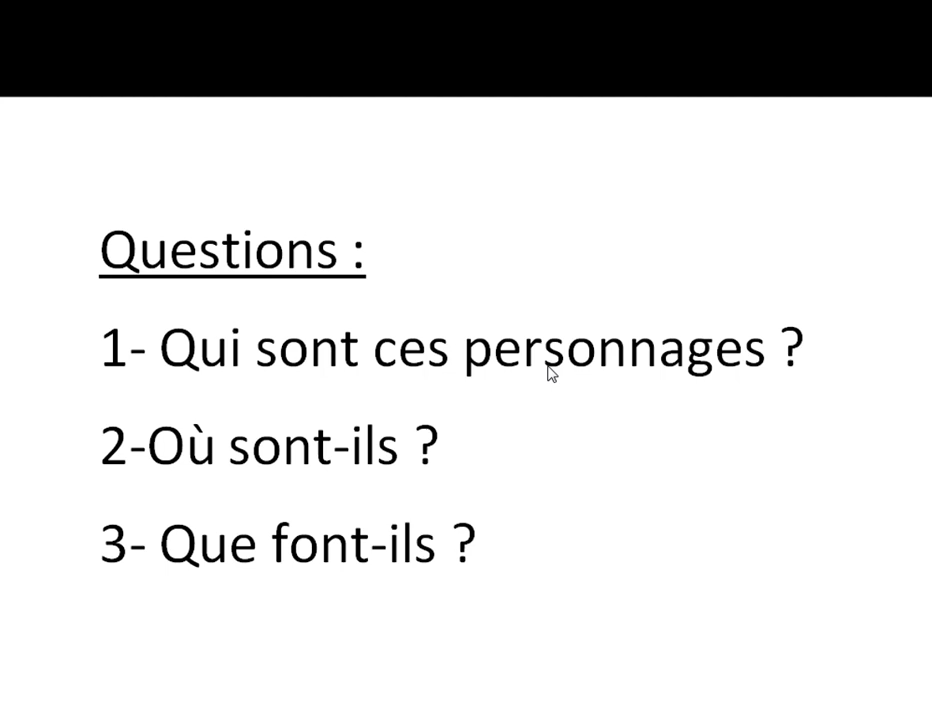 Questions :
1- Qui sont ces personnages ?
2-Où sont-ils ?
3- Que font-ils ?